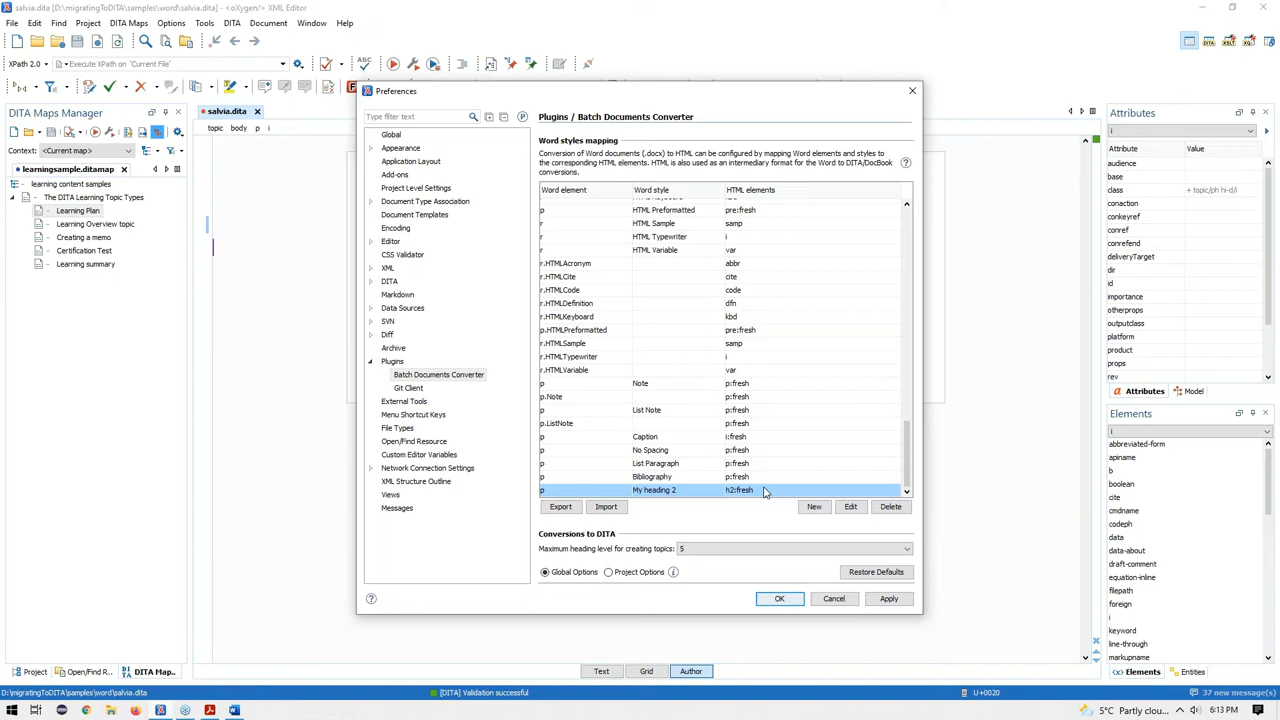 salvia.dita [D:\migratingToDITA\samples\word\salvia.dita] - <oXygen/> XML Editor
File Edit Find Project DITA Maps Options Tools DITA Document Window Help
XPath 2.0 Execute XPath on 'Current File'
Preferences
DITA Maps Manager
salvia.dita
Attributes
Type filter text
Plugins / Batch Documents Converter
topic body p i
i
Context: <Current map>
Global
Appearance
Application Layout
Add-ons
Project Level Settings
Document Type Association
Document Templates
Encoding
Editor
CSS Validator
XML
DITA
Markdown
Data Sources
SVN
Diff
Archive
Plugins
Batch Documents Converter
Git Client
External Tools
Menu Shortcut Keys
File Types
Open/Find Resource
Custom Editor Variables
Network Connection Settings
XML Structure Outline
Views
Messages
learningsample.ditamap
learning content samples
The DITA Learning Topic Types
Learning Plan
Learning Overview topic
Creating a memo
Certification Test
Learning summary
Word styles mapping
Conversion of Word documents (.docx) to HTML can be configured by mapping Word elements and styles to
the corresponding HTML elements. HTML is also used as an intermediary format for the Word to DITA/DocBook
conversions.
Word element Word style HTML elements
p HTML Preformatted pre:fresh
r HTML Sample samp
r HTML Typewriter i
r HTML Variable var
r.HTMLAcronym abbr
r.HTMLCite cite
r.HTMLCode code
r.HTMLDefinition dfn
r.HTMLKeyboard kbd
p.HTMLPreformatted pre:fresh
r.HTMLSample samp
r.HTMLTypewriter i
r.HTMLVariable var
p Note p:fresh
p.Note p:fresh
p List Note p:fresh
p.ListNote p:fresh
p Caption i:fresh
p No Spacing p:fresh
p List Paragraph p:fresh
p Bibliography p:fresh
p My heading 2 h2:fresh
Export Import New Edit Delete
Conversions to DITA
Maximum heading level for creating topics: 5
Global Options Project Options Restore Defaults
OK Cancel Apply
Attribute Value
audience
base
class + topic/ph hi-d/i
conaction
conkeyref
conref
conrefend
deliveryTarget
dir
id
importance
otherprops
outputclass
platform
product
props
rev
Attributes Model
Elements
i
abbreviated-form
apiname
b
boolean
cite
cmdname
codeph
data
data-about
draft-comment
equation-inline
filepath
foreign
i
keyword
line-through
markupname
Project Open/Find R... DITA Map..
Text Grid Author
Elements Entities
D:\migratingToDITA\samples\word\salvia.dita [DITA] Validation successful U+0020 37 new message(s)
5°C Partly clou... 6:13 PM